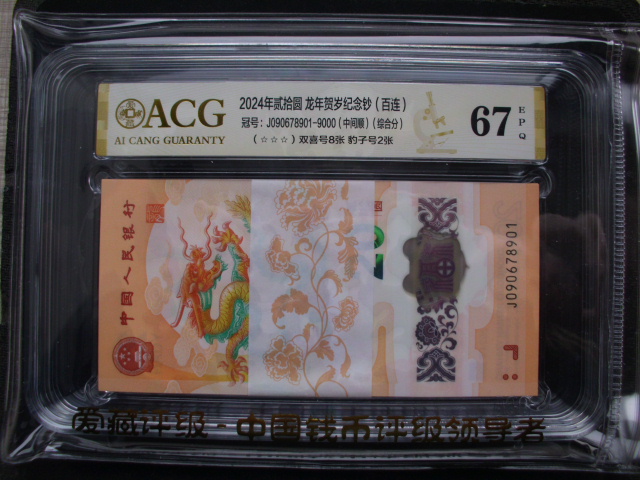 ACG
AI CANG GUARANTY
2024年贰拾圆 龙年贺岁纪念钞（百连）
冠号：J090678901-9000（中间顺）（综合分）
（☆☆☆）双喜号8张 豹子号2张
67
EPQ
中国人民银行
J090678901
爱藏评级-中国钱币评级领导者